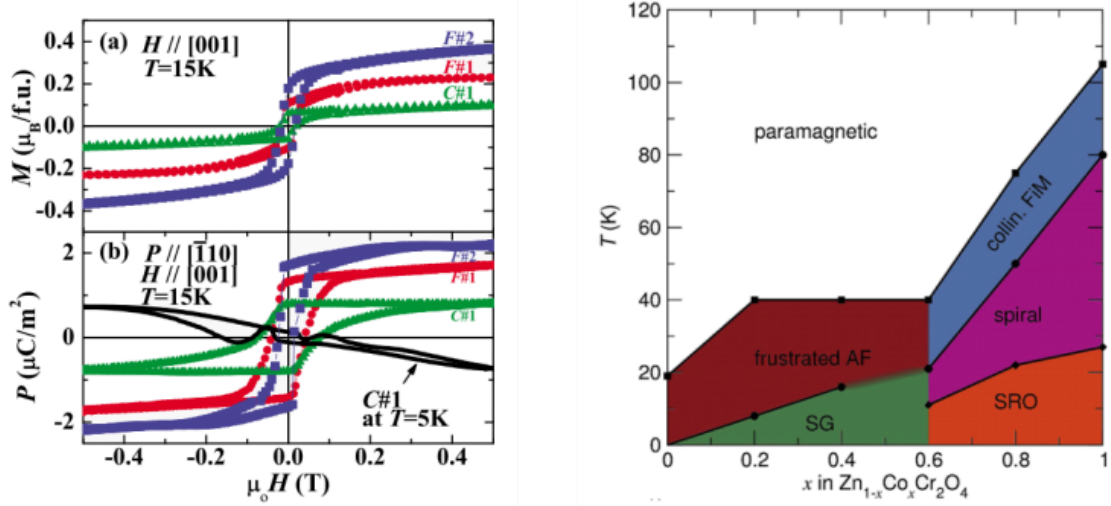 (a) H // [001]
T=15K
F#2
F#1
C#1
0.4
0.2
0.0
-0.2
-0.4
M (μB/f.u.)
(b) P // [1̄10]
H // [001]
T=15K
F#2
F#1
C#1
C#1
at T=5K
2
0
-2
P (μC/m²)
-0.4 -0.2 0.0 0.2 0.4
μₒH (T)
120
100
80
60
40
20
0
T (K)
paramagnetic
collin. FiM
spiral
frustrated AF
SG
SRO
0 0.2 0.4 0.6 0.8 1
x in Zn₁₋ₓCoₓCr₂O₄